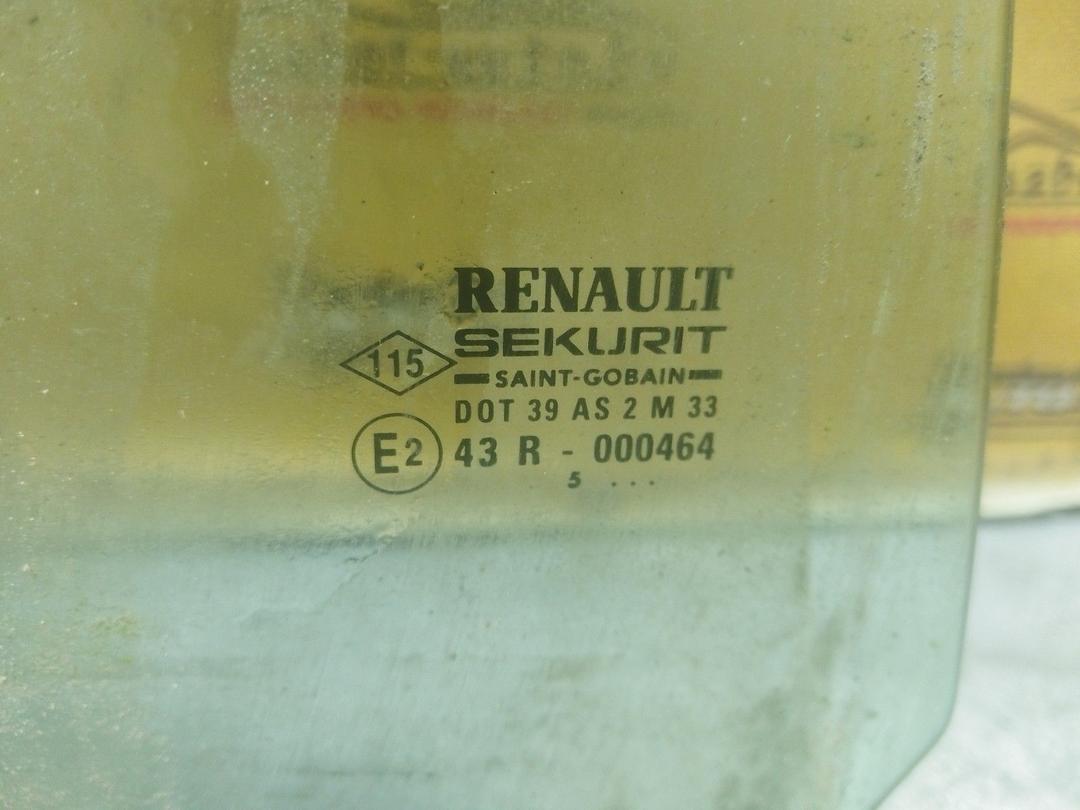 RENAULT
SEKURIT
115
SAINT-GOBAIN
DOT 39 AS 2 M 33
E2 43 R - 000464
5 ...